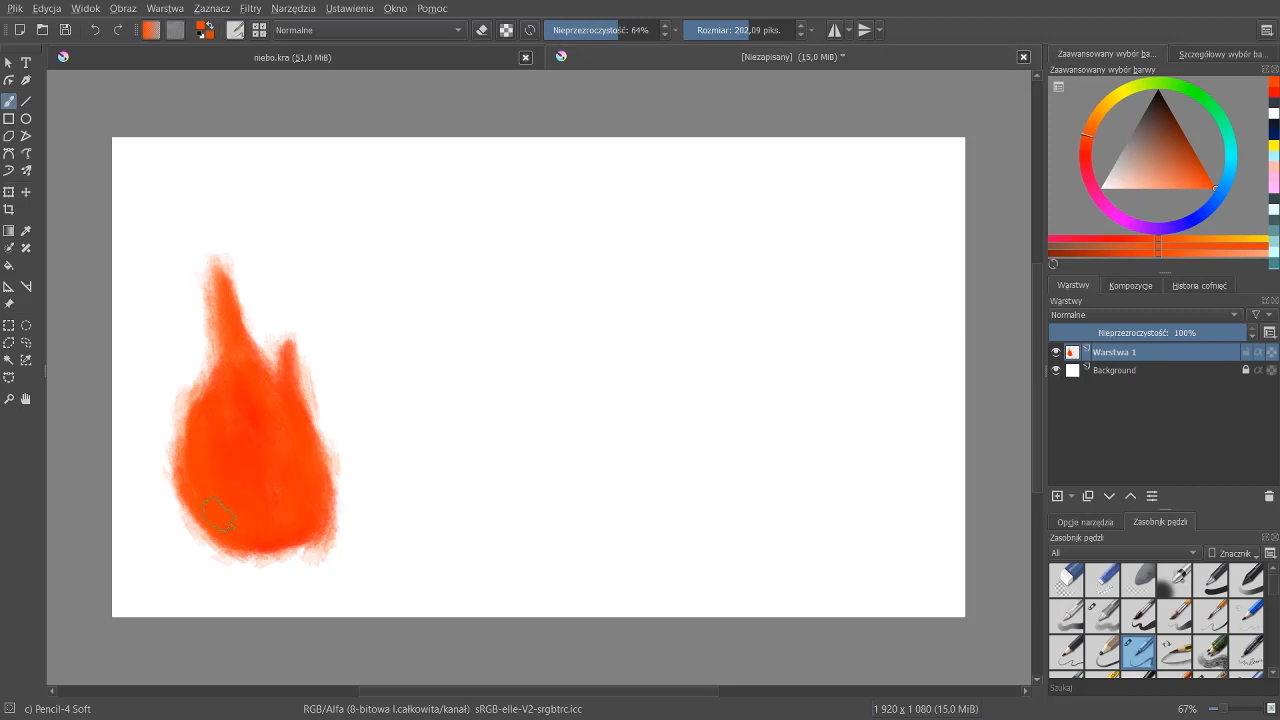 Plik Edycja Widok Obraz Warstwa Zaznacz Filtry Narzędzia Ustawienia Okno Pomoc
Normalne Nieprzezroczystość: 64% Rozmiar: 202,09 piks.
niebo.kra (51,0 MiB) [Niezapisany] (15,0 MiB) *
Zaawansowany wybór ba... Szczegółowy wybór ba...
Zaawansowany wybór barwy
Warstwy Kompozycje Historia cofnięć
Warstwy
Normalne
Nieprzezroczystość: 100%
Warstwa 1
Background
Opcje narzędzia Zasobnik pędzli
Zasobnik pędzli
All Znacznik
Szukaj
c) Pencil-4 Soft RGB/Alfa (8-bitowa l.całkowita/kanał) sRGB-elle-V2-srgbtrc.icc 1 920 x 1 080 (15,0 MiB) 67%